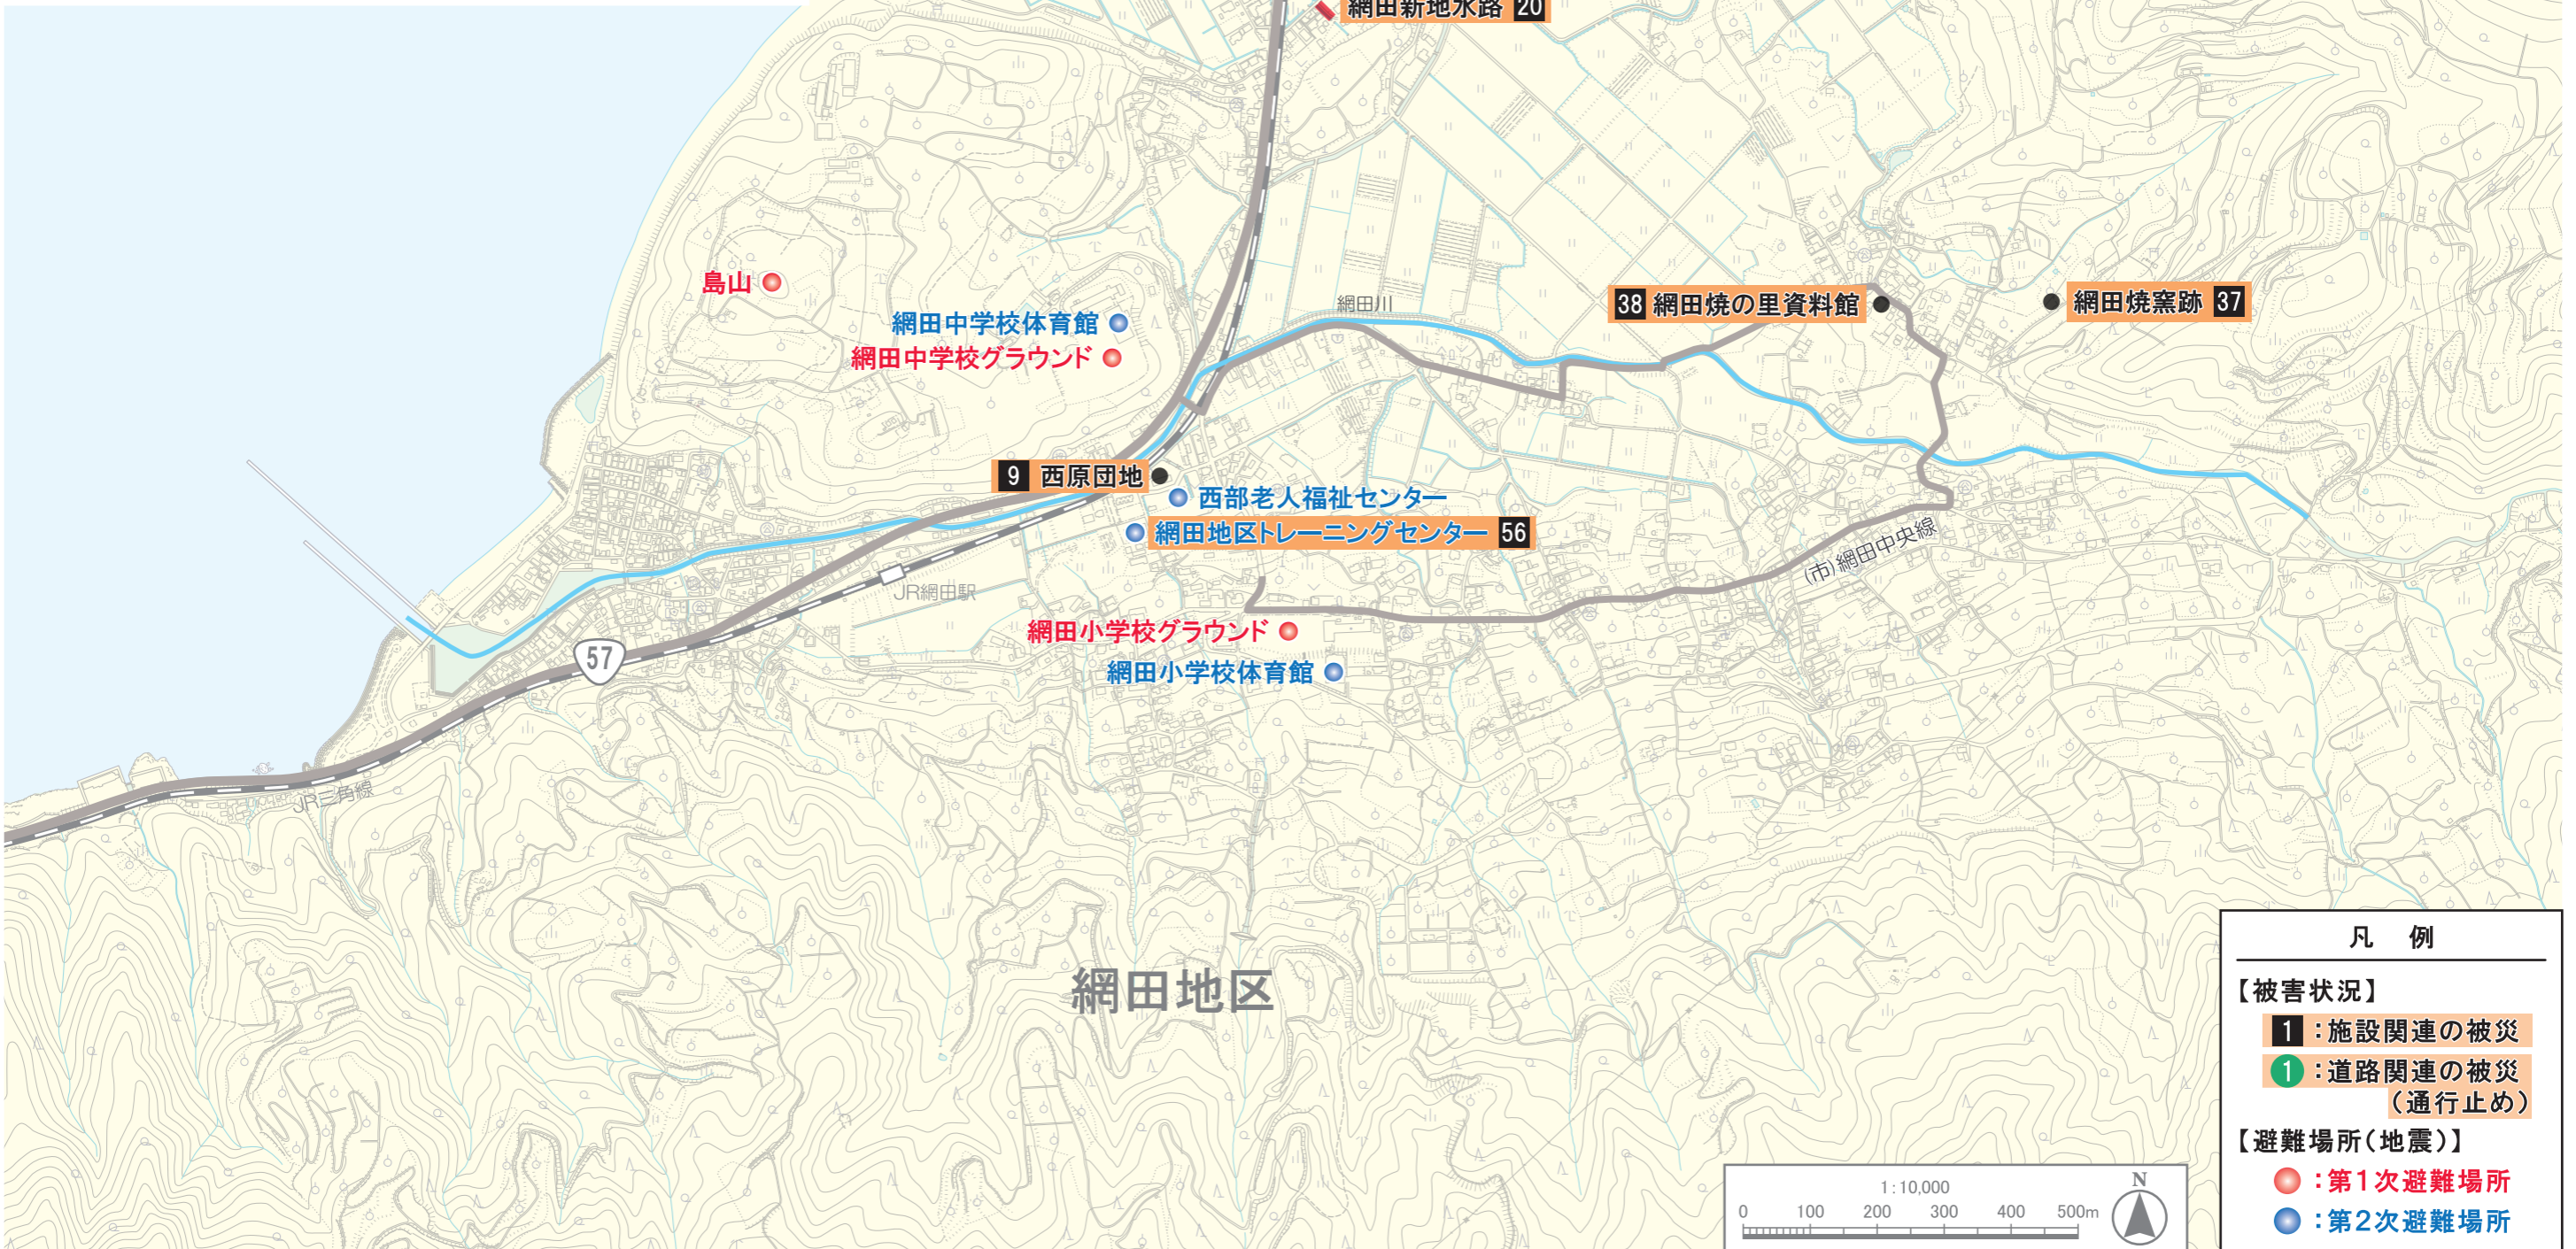 網田新地水路 20
島山
網田中学校体育館
網田中学校グラウンド
網田川
38 網田焼の里資料館
網田焼窯跡 37
9 西原団地
西部老人福祉センター
網田地区トレーニングセンター 56
(市)網田中央線
JR網田駅
網田小学校グラウンド
57
網田小学校体育館
JR三角線
網田地区
凡 例
【被害状況】
1 :施設関連の被災
1 :道路関連の被災
(通行止め)
【避難場所(地震)】
:第1次避難場所
:第2次避難場所
1:10,000
N
0 100 200 300 400 500m